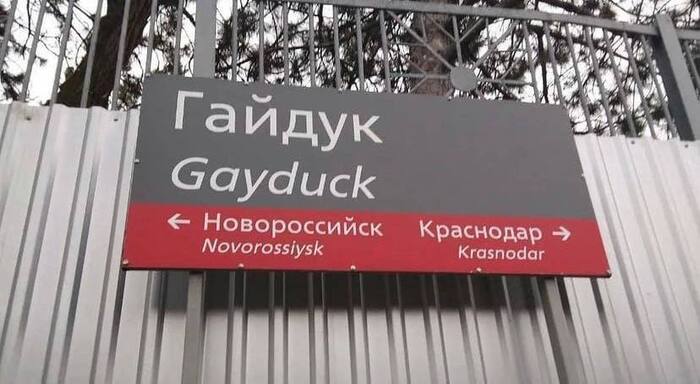 Гайдук
Gayduck
← Новороссийск Краснодар →
Novorossiysk Krasnodar